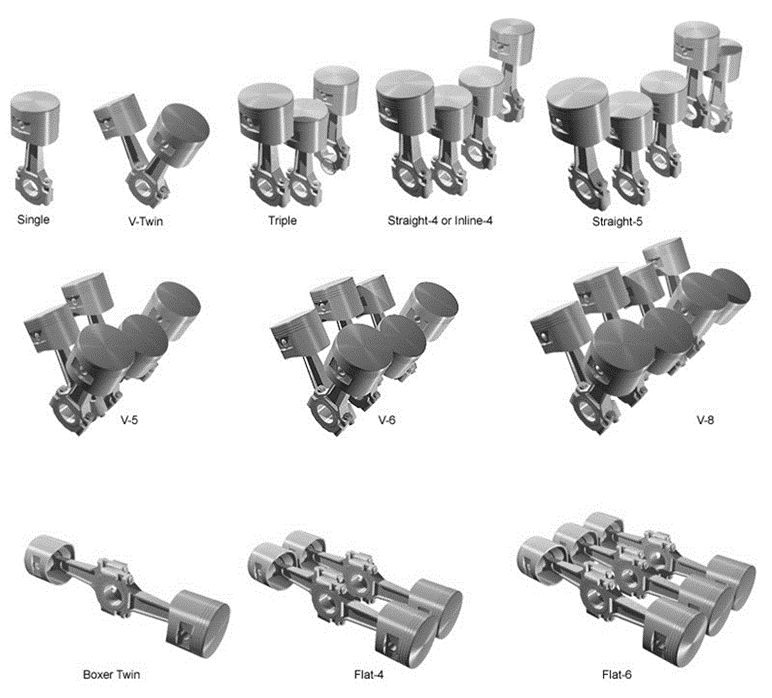 Single
V-Twin
Triple
Straight-4 or Inline-4
Straight-5
V-5
V-6
V-8
Boxer Twin
Flat-4
Flat-6